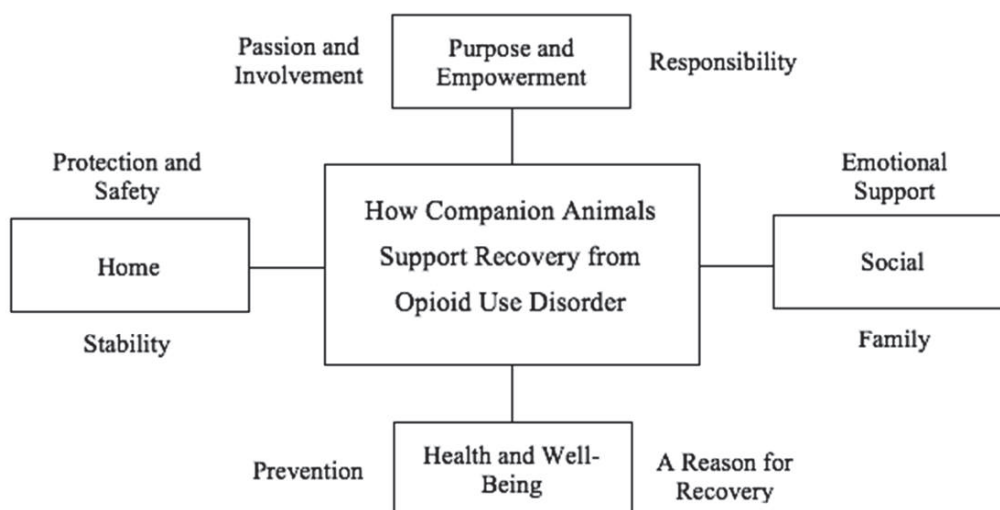 Passion and
Involvement
Purpose and
Empowerment
Responsibility
Protection and
Safety
Home
Stability
How Companion Animals
Support Recovery from
Opioid Use Disorder
Emotional
Support
Social
Family
Prevention
Health and Well-
Being
A Reason for
Recovery